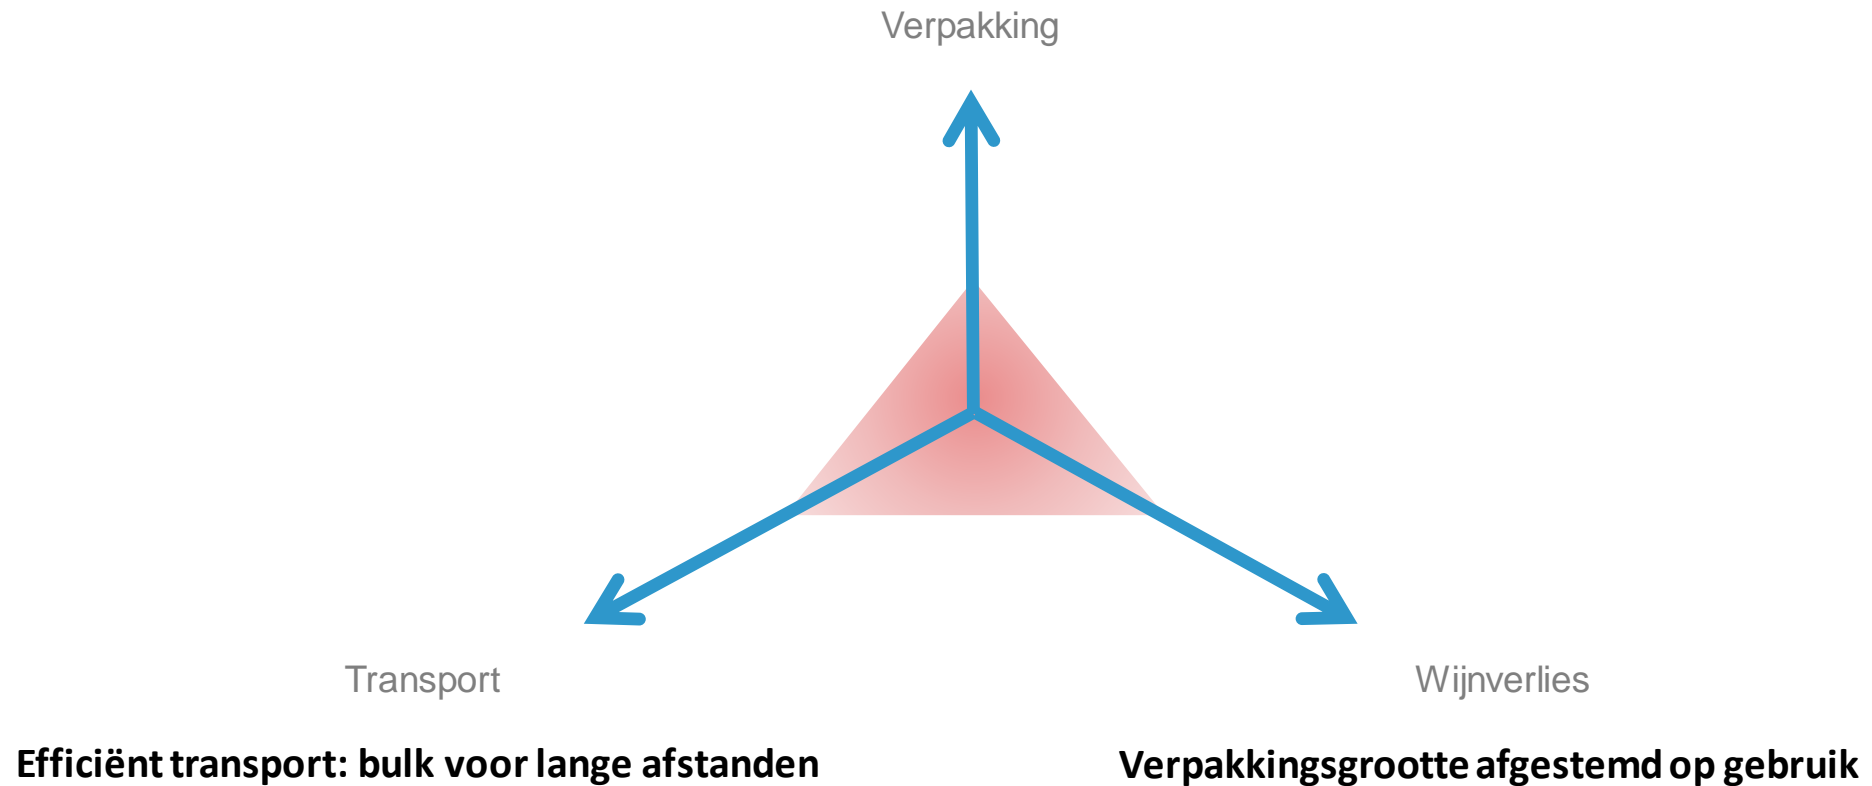 Verpakking
Transport
Wijnverlies
Efficiënt transport: bulk voor lange afstanden
Verpakkingsgrootte afgestemd op gebruik